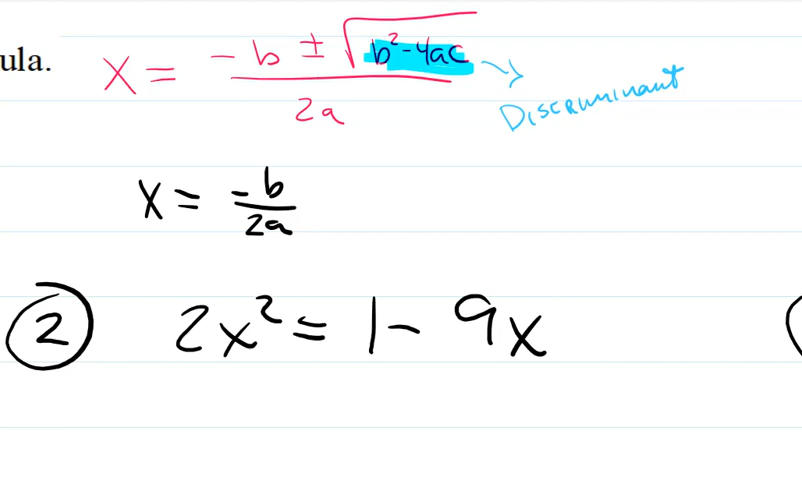 ula. x = -b ± √b² - 4ac / 2a → Discriminant
x = -b / 2a
② 2x² = 1 - 9x